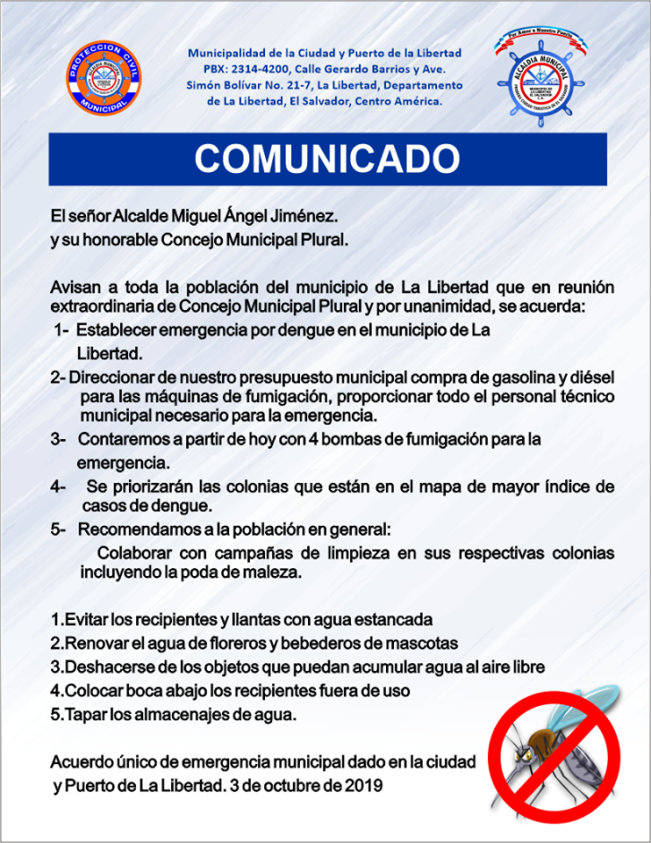 PROTECCION CIVIL
MUNICIPAL
Municipalidad de la Ciudad y Puerto de la Libertad
PBX: 2314-4200, Calle Gerardo Barrios y Ave.
Simón Bolívar No. 21-7, La Libertad, Departamento
de La Libertad, El Salvador, Centro América.
Por Amor a Nuestro Puerto
ALCALDIA MUNICIPAL
MUNICIPIO DE
LA LIBERTAD
EL SALVADOR
COMUNICADO
El señor Alcalde Miguel Ángel Jiménez.
y su honorable Concejo Municipal Plural.
Avisan a toda la población del municipio de La Libertad que en reunión
extraordinaria de Concejo Municipal Plural y por unanimidad, se acuerda:
1- Establecer emergencia por dengue en el municipio de La
Libertad.
2- Direccionar de nuestro presupuesto municipal compra de gasolina y diésel
para las máquinas de fumigación, proporcionar todo el personal técnico
municipal necesario para la emergencia.
3- Contaremos a partir de hoy con 4 bombas de fumigación para la
emergencia.
4- Se priorizarán las colonias que están en el mapa de mayor índice de
casos de dengue.
5- Recomendamos a la población en general:
Colaborar con campañas de limpieza en sus respectivas colonias
incluyendo la poda de maleza.
1.Evitar los recipientes y llantas con agua estancada
2.Renovar el agua de floreros y bebederos de mascotas
3.Deshacerse de los objetos que puedan acumular agua al aire libre
4.Colocar boca abajo los recipientes fuera de uso
5.Tapar los almacenajes de agua.
Acuerdo único de emergencia municipal dado en la ciudad
y Puerto de La Libertad. 3 de octubre de 2019